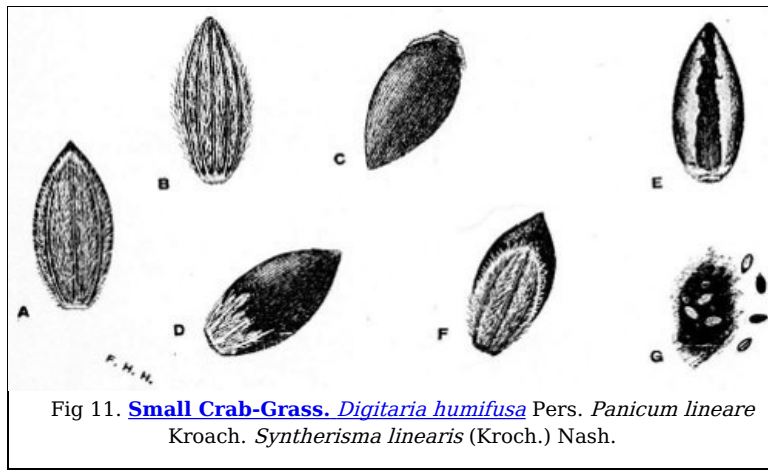 B
C
E
A
D
F
G
F. H. H.
Fig 11. Small Crab-Grass. Digitaria humifusa Pers. Panicum lineare
Kroach. Syntherisma linearis (Kroch.) Nash.